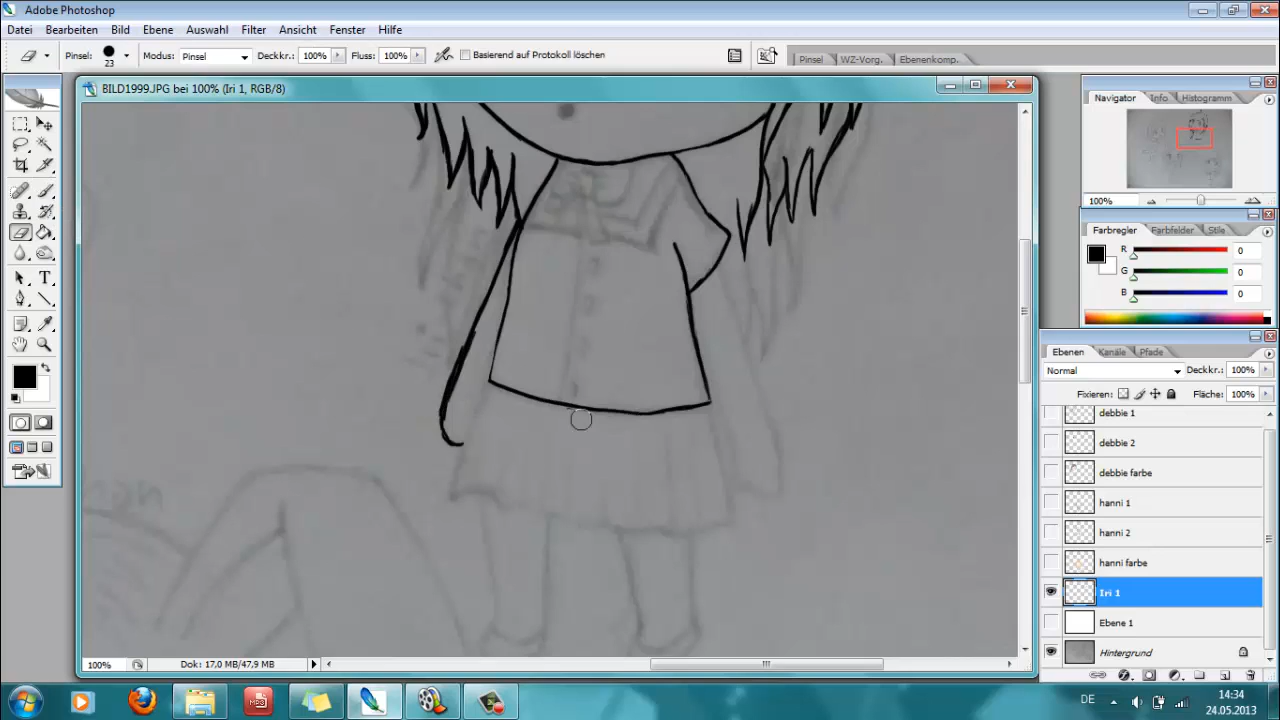 Adobe Photoshop
Datei Bearbeiten Bild Ebene Auswahl Filter Ansicht Fenster Hilfe
Pinsel: 23 Modus: Pinsel Deckkr.: 100% Fluss: 100% Basierend auf Protokoll löschen
Pinsel WZ-Vorg. Ebenenkomp.
BILD1999.JPG bei 100% (Iri 1, RGB/8)
Navigator Info Histogramm
100%
Farbregler Farbfelder Stile
R 0
G 0
B 0
Ebenen Kanäle Pfade
Normal Deckkr.: 100%
Fixieren: Fläche: 100%
debbie 1
debbie 2
debbie farbe
hanni 1
hanni 2
hanni farbe
Iri 1
Ebene 1
Hintergrund
100% Dok: 17,0 MB/47,9 MB
DE 14:34
24.05.2013